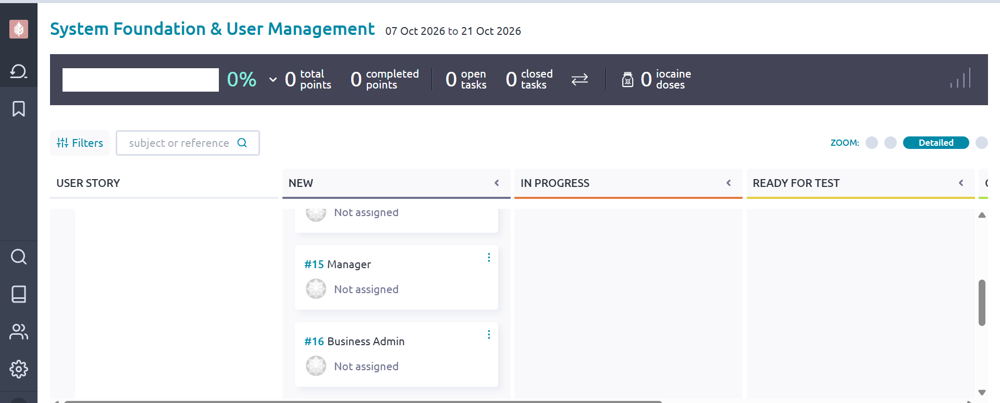 System Foundation & User Management 07 Oct 2026 to 21 Oct 2026
0% 0 total points 0 completed points 0 open tasks 0 closed tasks 0 iocaine doses
Filters subject or reference ZOOM: Detailed
USER STORY NEW IN PROGRESS READY FOR TEST
Not assigned
#15 Manager
Not assigned
#16 Business Admin
Not assigned